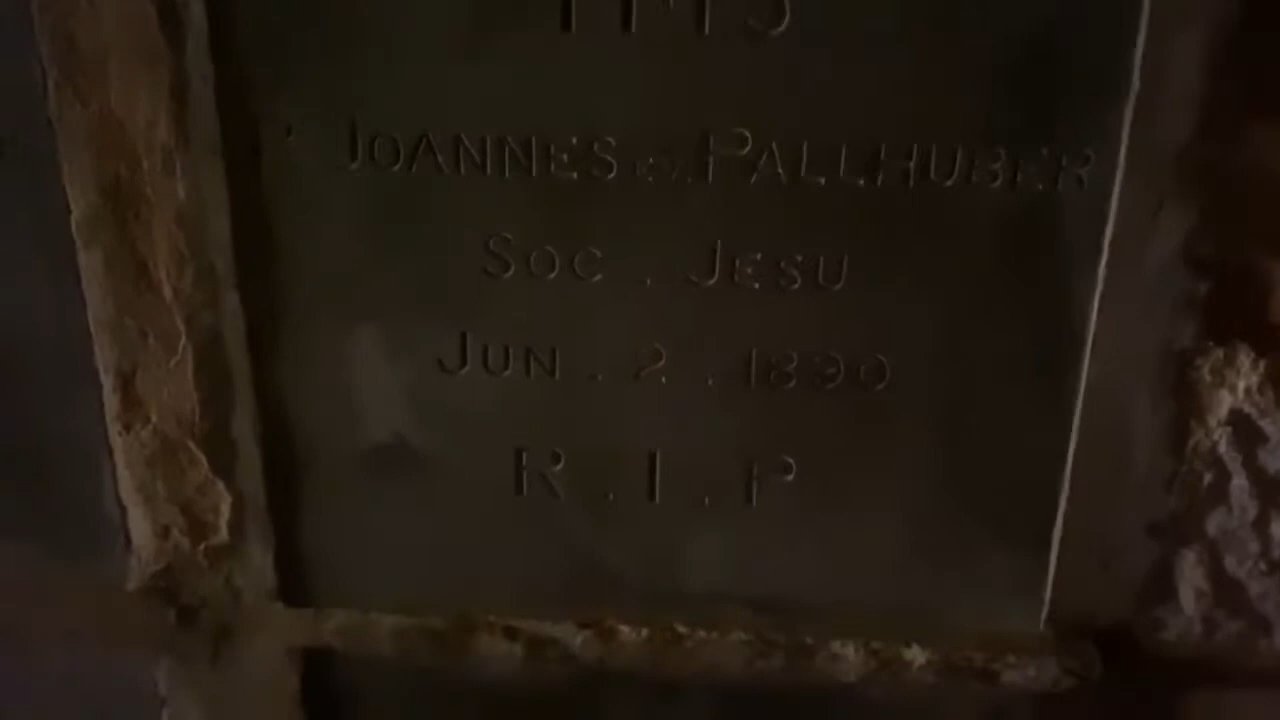 JOANNES . PALLHUBER
SOC . JESU
JUN . 2 . 1890
R . I . P